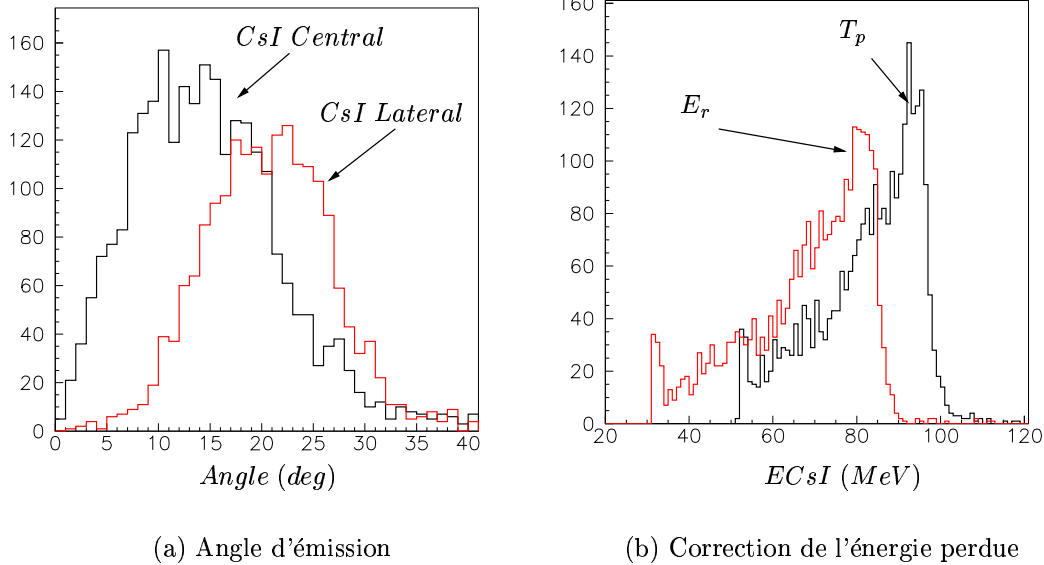 160
140
120
100
80
60
40
20
0
0 5 10 15 20 25 30 35 40
CsI Central
CsI Lateral
Angle (deg)
(a) Angle d'émission
160
140
120
100
80
60
40
20
0
20 40 60 80 100 120
T_p
E_r
ECsI (MeV)
(b) Correction de l'énergie perdue